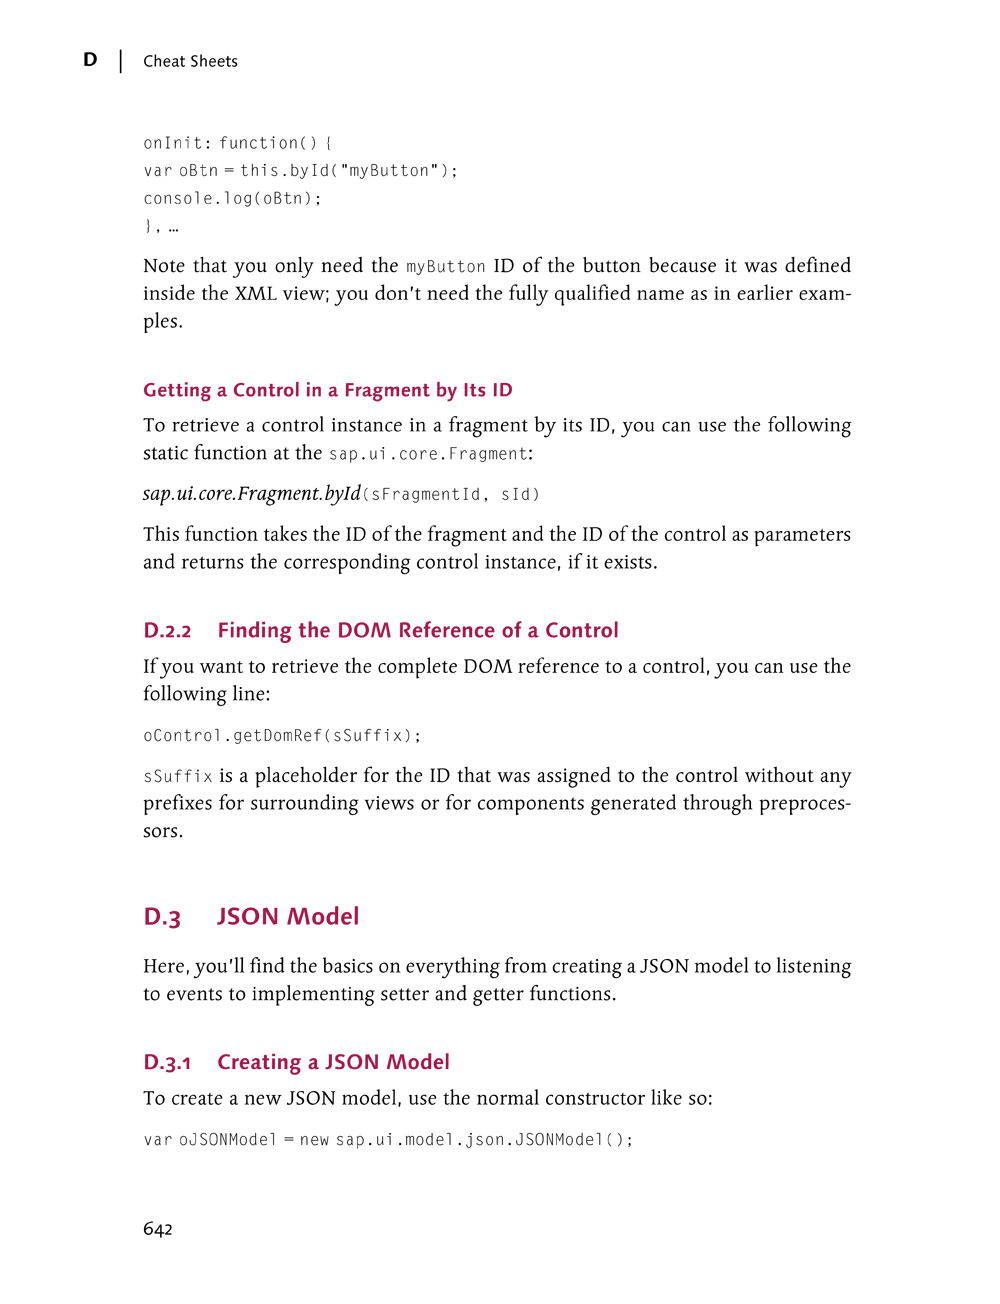 D | Cheat Sheets
onInit: function() {
var oBtn = this.byId("myButton");
console.log(oBtn);
}, …
Note that you only need the myButton ID of the button because it was defined
inside the XML view; you don't need the fully qualified name as in earlier exam-
ples.
Getting a Control in a Fragment by Its ID
To retrieve a control instance in a fragment by its ID, you can use the following
static function at the sap.ui.core.Fragment:
sap.ui.core.Fragment.byId(sFragmentId, sId)
This function takes the ID of the fragment and the ID of the control as parameters
and returns the corresponding control instance, if it exists.
D.2.2 Finding the DOM Reference of a Control
If you want to retrieve the complete DOM reference to a control, you can use the
following line:
oControl.getDomRef(sSuffix);
sSuffix is a placeholder for the ID that was assigned to the control without any
prefixes for surrounding views or for components generated through preproces-
sors.
D.3 JSON Model
Here, you'll find the basics on everything from creating a JSON model to listening
to events to implementing setter and getter functions.
D.3.1 Creating a JSON Model
To create a new JSON model, use the normal constructor like so:
var oJSONModel = new sap.ui.model.json.JSONModel();
642